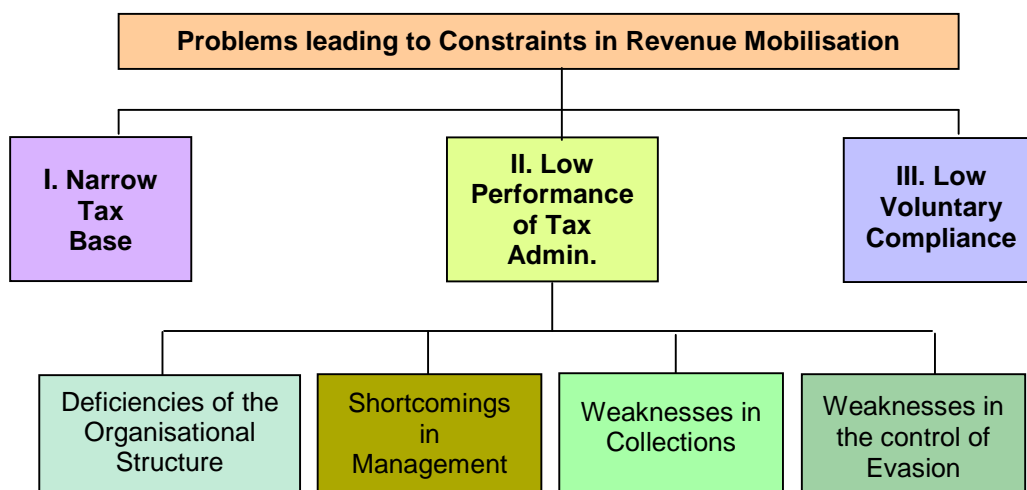 Problems leading to Constraints in Revenue Mobilisation
I. Narrow
Tax
Base
II. Low
Performance
of Tax
Admin.
III. Low
Voluntary
Compliance
Deficiencies of the
Organisational
Structure
Shortcomings
in
Management
Weaknesses in
Collections
Weaknesses in
the control of
Evasion